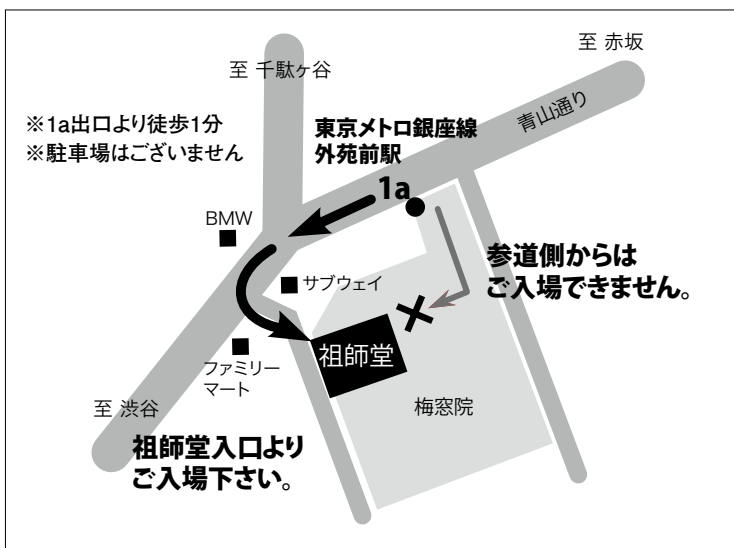 至 赤坂
至 千駄ヶ谷
青山通り
※1a出口より徒歩1分
※駐車場はございません
東京メトロ銀座線
外苑前駅
1a
BMW
サブウェイ
参道側からは
ご入場できません。
祖師堂
ファミリー
マート
梅窓院
至 渋谷
祖師堂入口より
ご入場下さい。